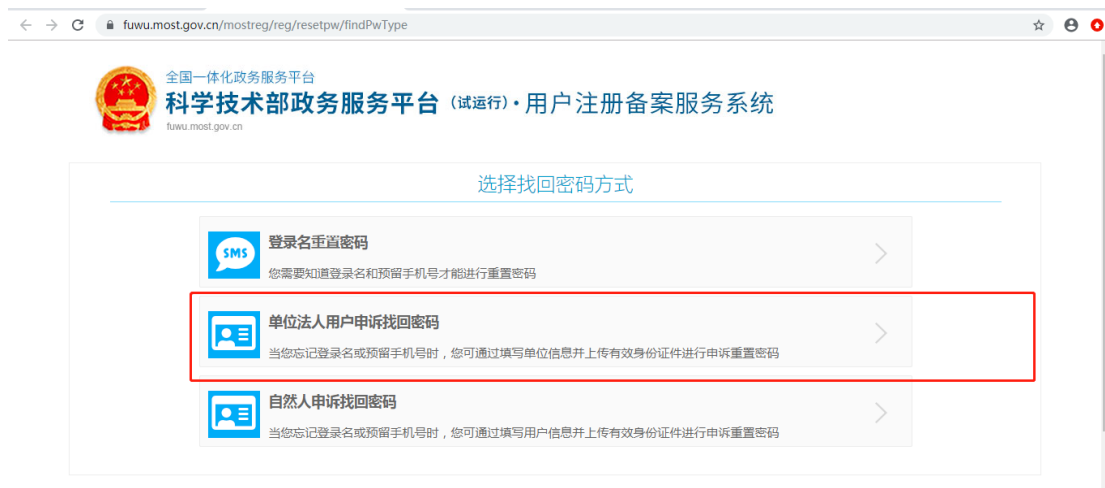 fuwu.most.gov.cn/mostreg/reg/resetpw/findPwType
全国一体化政务服务平台
科学技术部政务服务平台（试运行）·用户注册备案服务系统
fuwu.most.gov.cn
选择找回密码方式
SMS
登录名重置密码
您需要知道登录名和预留手机号才能进行重置密码
单位法人用户申诉找回密码
当您忘记登录名或预留手机号时，您可通过填写单位信息并上传有效身份证件进行申诉重置密码
自然人申诉找回密码
当您忘记登录名或预留手机号时，您可通过填写用户信息并上传有效身份证件进行申诉重置密码